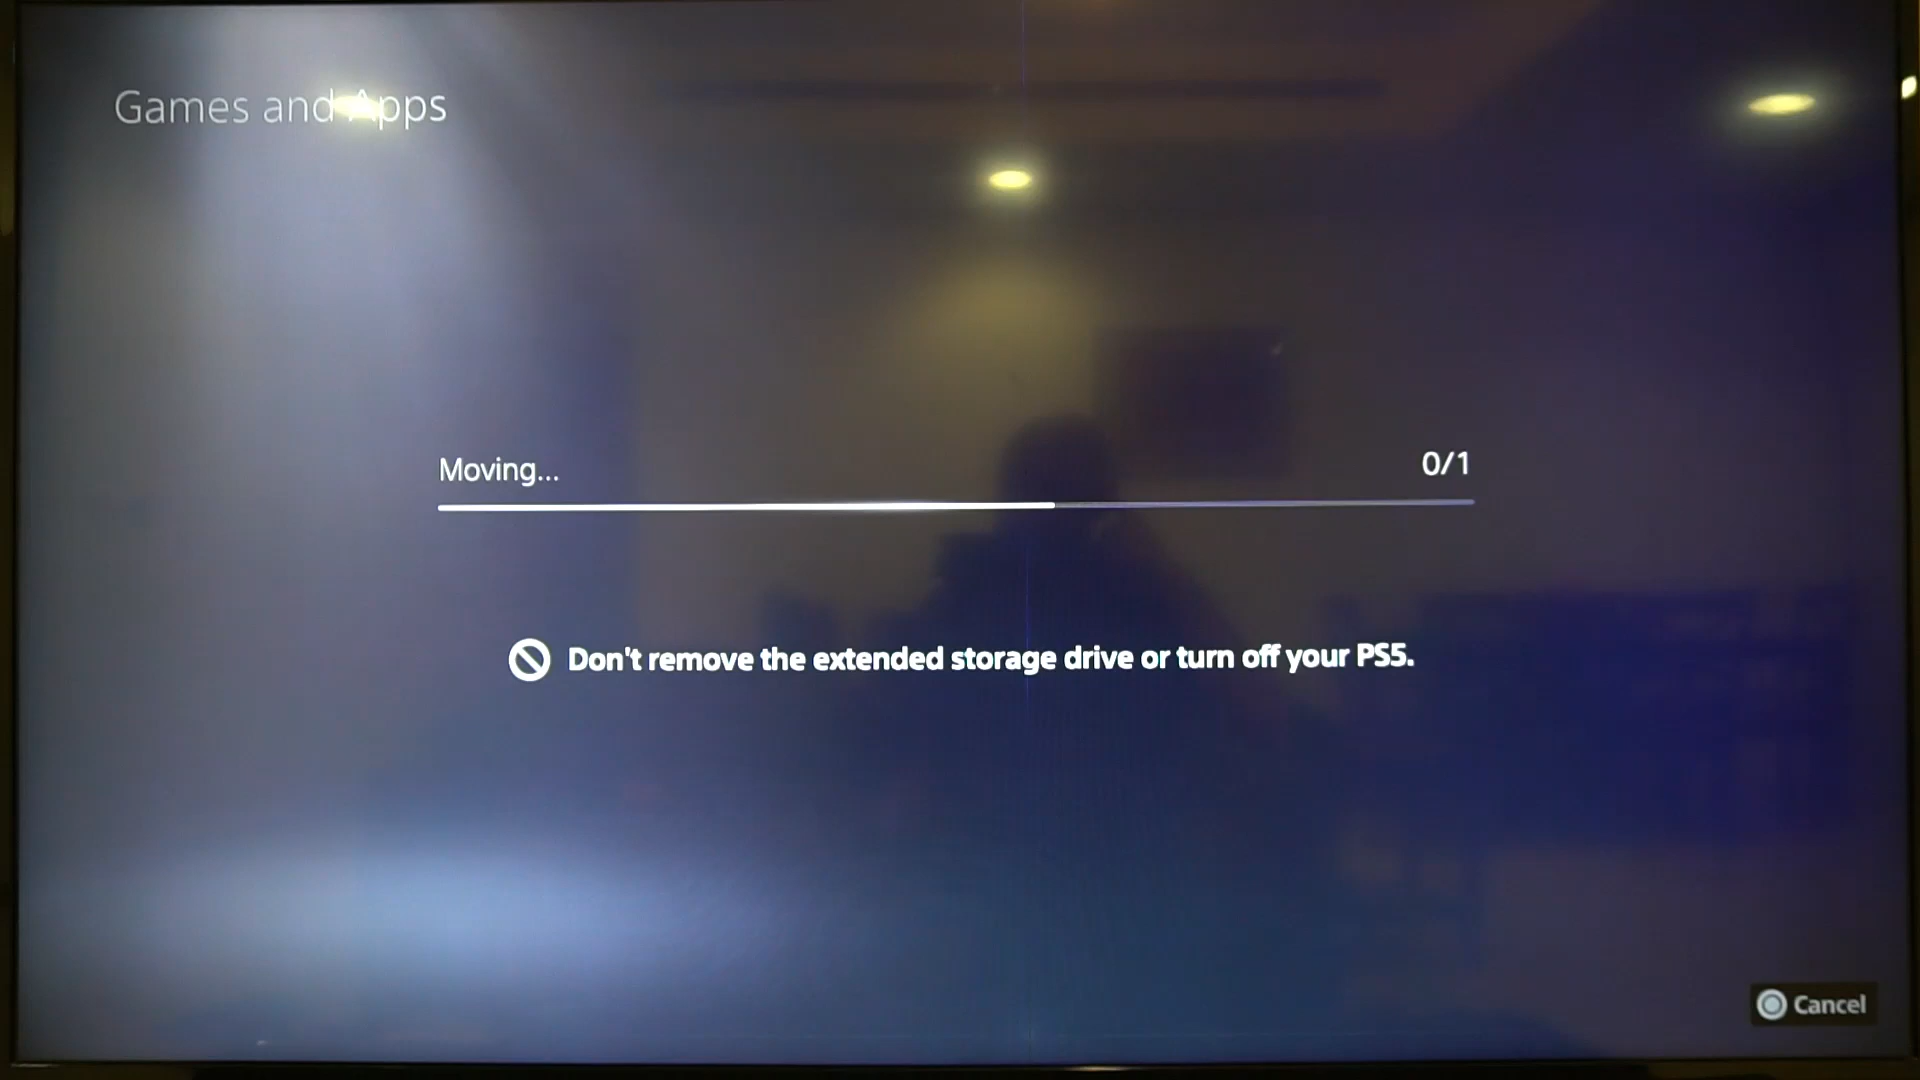 Games and Apps
Moving...
0/1
Don't remove the extended storage drive or turn off your PS5.
Cancel